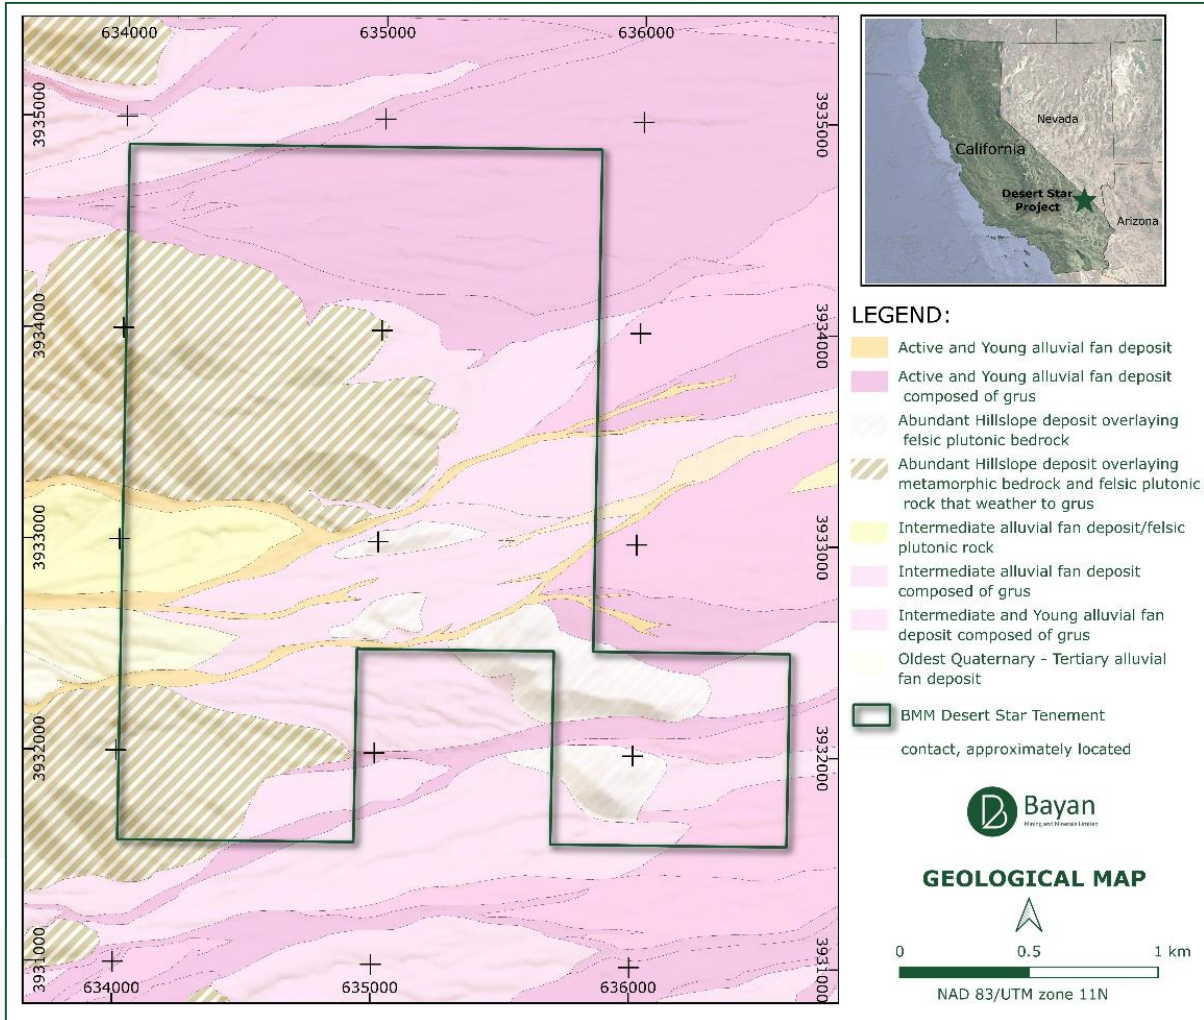 634000
635000
636000
3935000
3935000
3934000
3934000
3933000
3933000
3932000
3932000
3931000
3931000
634000
635000
636000
Nevada
California
Desert Star
Project
Arizona
LEGEND:
Active and Young alluvial fan deposit
Active and Young alluvial fan deposit
composed of grus
Abundant Hillslope deposit overlaying
felsic plutonic bedrock
Abundant Hillslope deposit overlaying
metamorphic bedrock and felsic plutonic
rock that weather to grus
Intermediate alluvial fan deposit/felsic
plutonic rock
Intermediate alluvial fan deposit
composed of grus
Intermediate and Young alluvial fan
deposit composed of grus
Oldest Quaternary - Tertiary alluvial
fan deposit
BMM Desert Star Tenement
contact, approximately located
Bayan
Mining and Minerals Limited
GEOLOGICAL MAP
0 0.5 1 km
NAD 83/UTM zone 11N